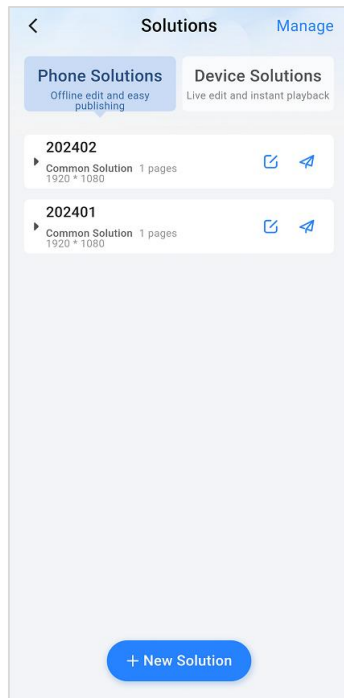 Solutions
Manage
Phone Solutions
Offline edit and easy
publishing
Device Solutions
Live edit and instant playback
202402
Common Solution 1 pages
1920 * 1080
202401
Common Solution 1 pages
1920 * 1080
+ New Solution